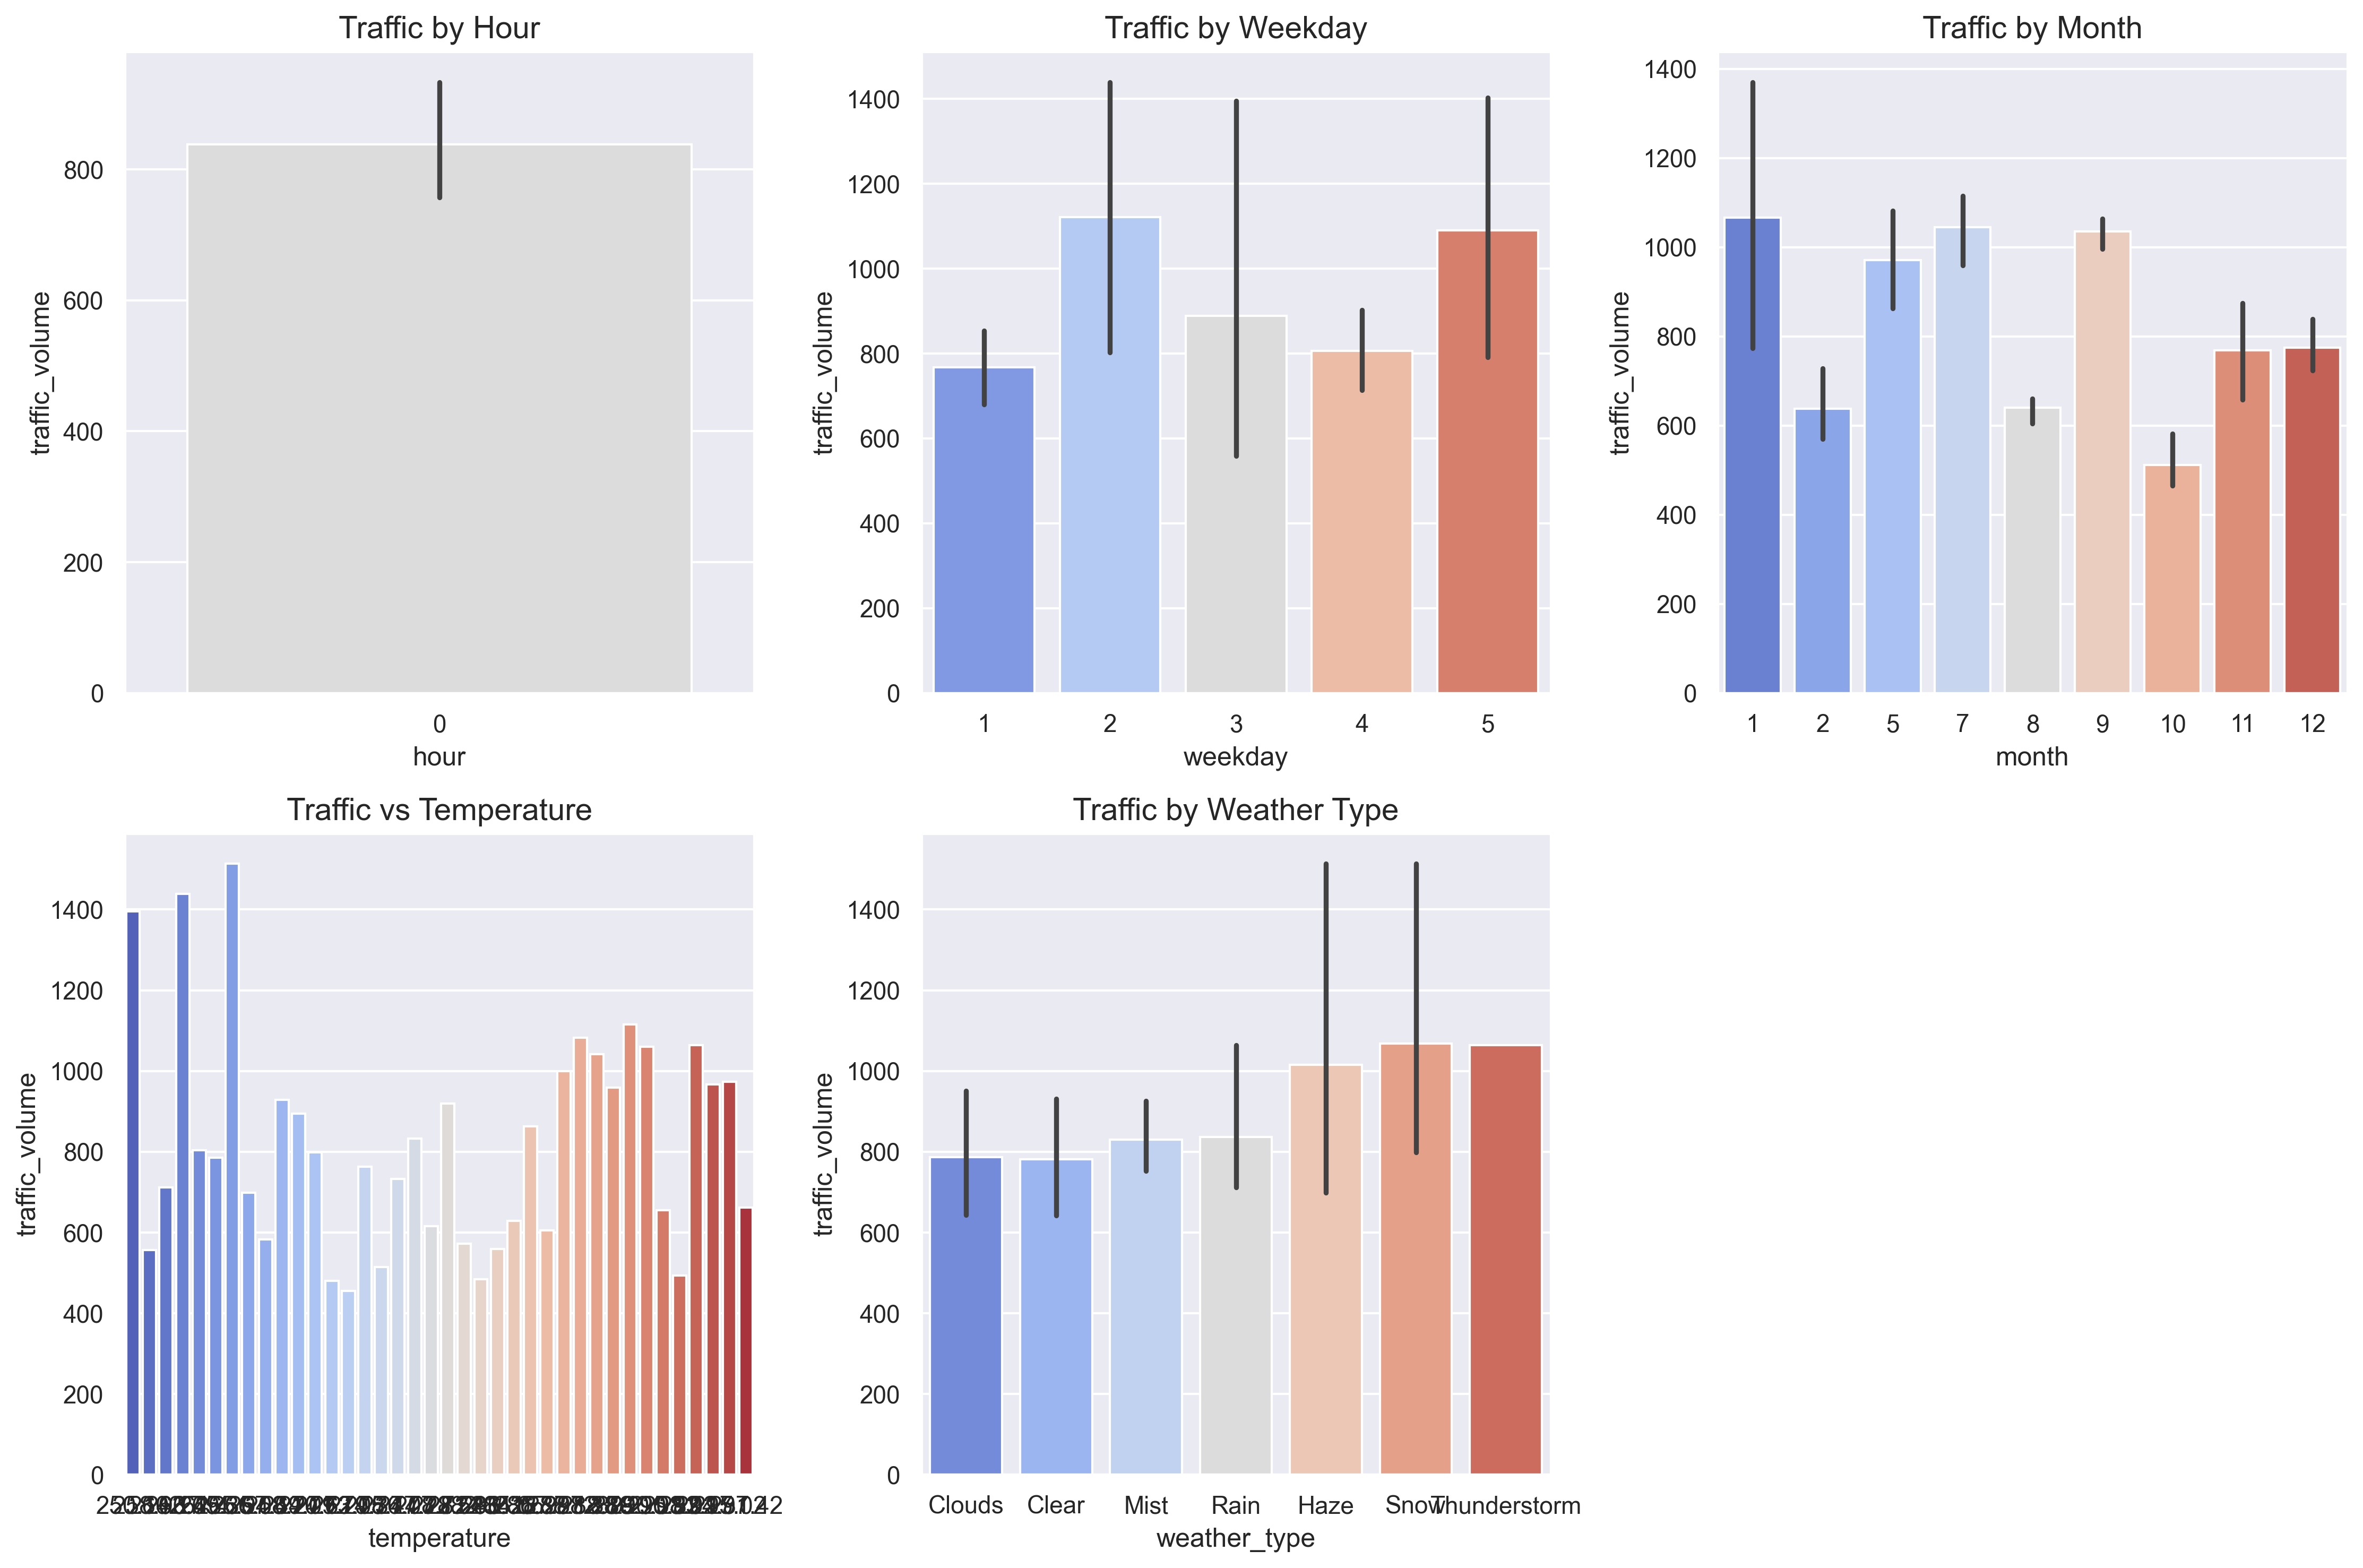 Traffic by Hour
traffic_volume
800
600
400
200
0
0
hour
Traffic by Weekday
traffic_volume
1400
1200
1000
800
600
400
200
0
1 2 3 4 5
weekday
Traffic by Month
traffic_volume
1400
1200
1000
800
600
400
200
0
1 2 5 7 8 9 10 11 12
month
Traffic vs Temperature
traffic_volume
1400
1200
1000
800
600
400
200
0
temperature
Traffic by Weather Type
traffic_volume
1400
1200
1000
800
600
400
200
0
Clouds Clear Mist Rain Haze Snow Thunderstorm
weather_type